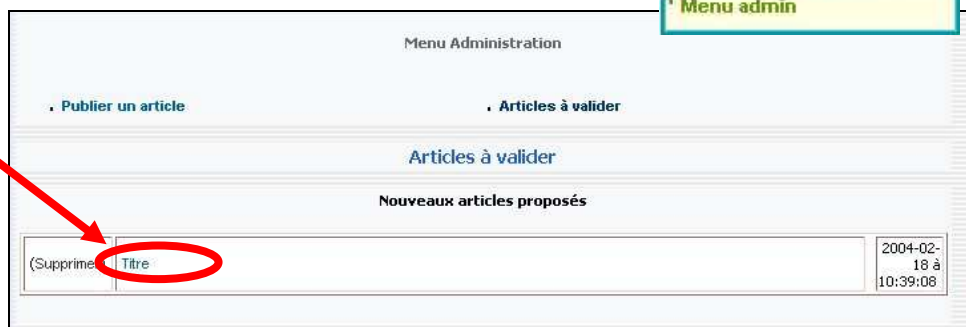 Menu admin
Menu Administration
. Publier un article
. Articles à valider
Articles à valider
Nouveaux articles proposés
(Supprimer)
Titre
2004-02-
18 à
10:39:08